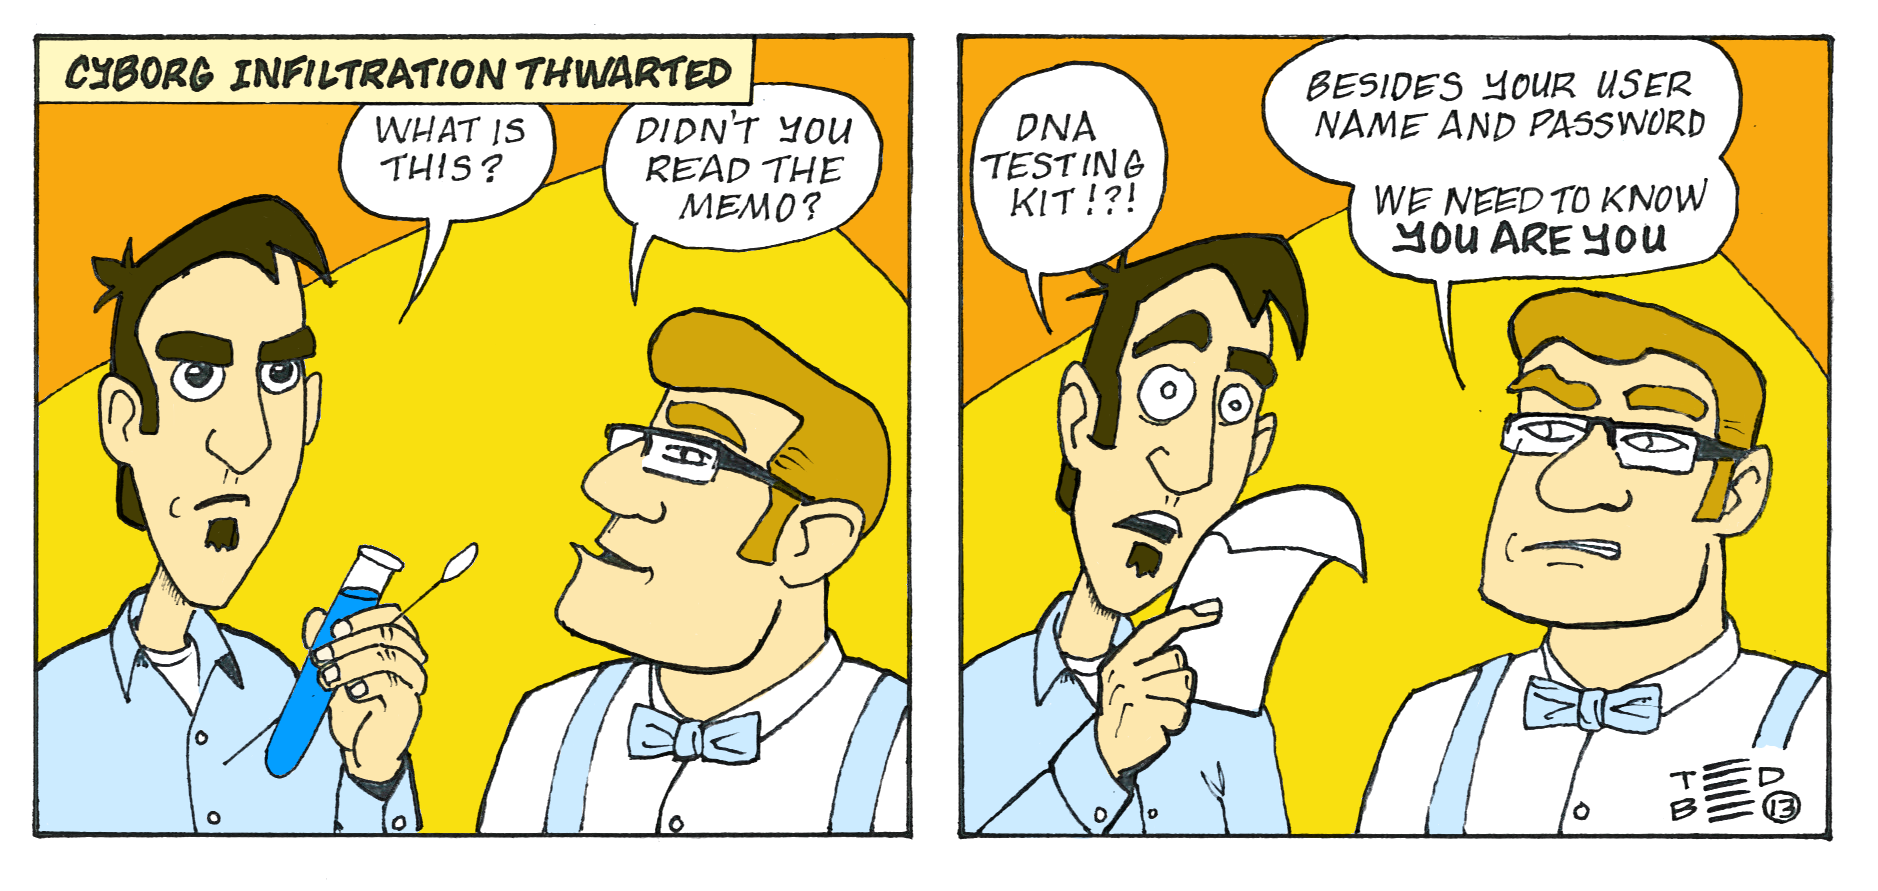 CYBORG INFILTRATION THWARTED
WHAT IS
THIS?
DIDN'T YOU
READ THE
MEMO?
DNA
TESTING
KIT!?!
BESIDES YOUR USER
NAME AND PASSWORD
WE NEED TO KNOW
YOU ARE YOU
TED
BEE 13